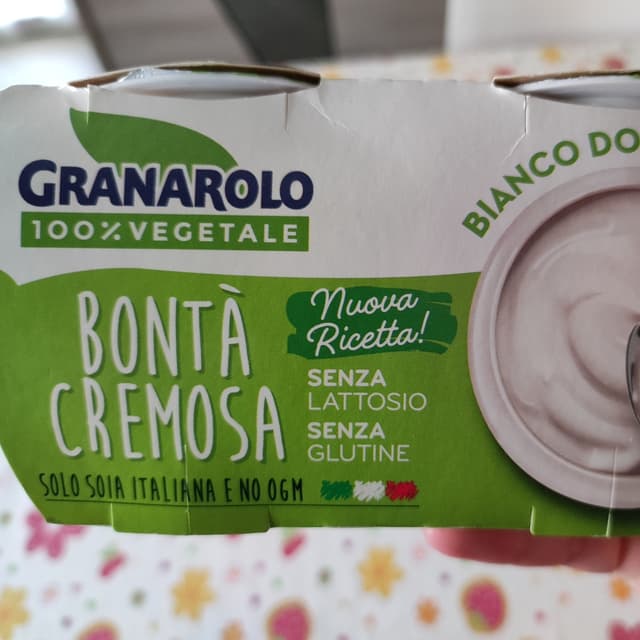 GRANAROLO
100% VEGETALE
BIANCO DO
BONTÀ
CREMOSA
Nuova
Ricetta!
SENZA
LATTOSIO
SENZA
GLUTINE
SOLO SOIA ITALIANA E NO OGM